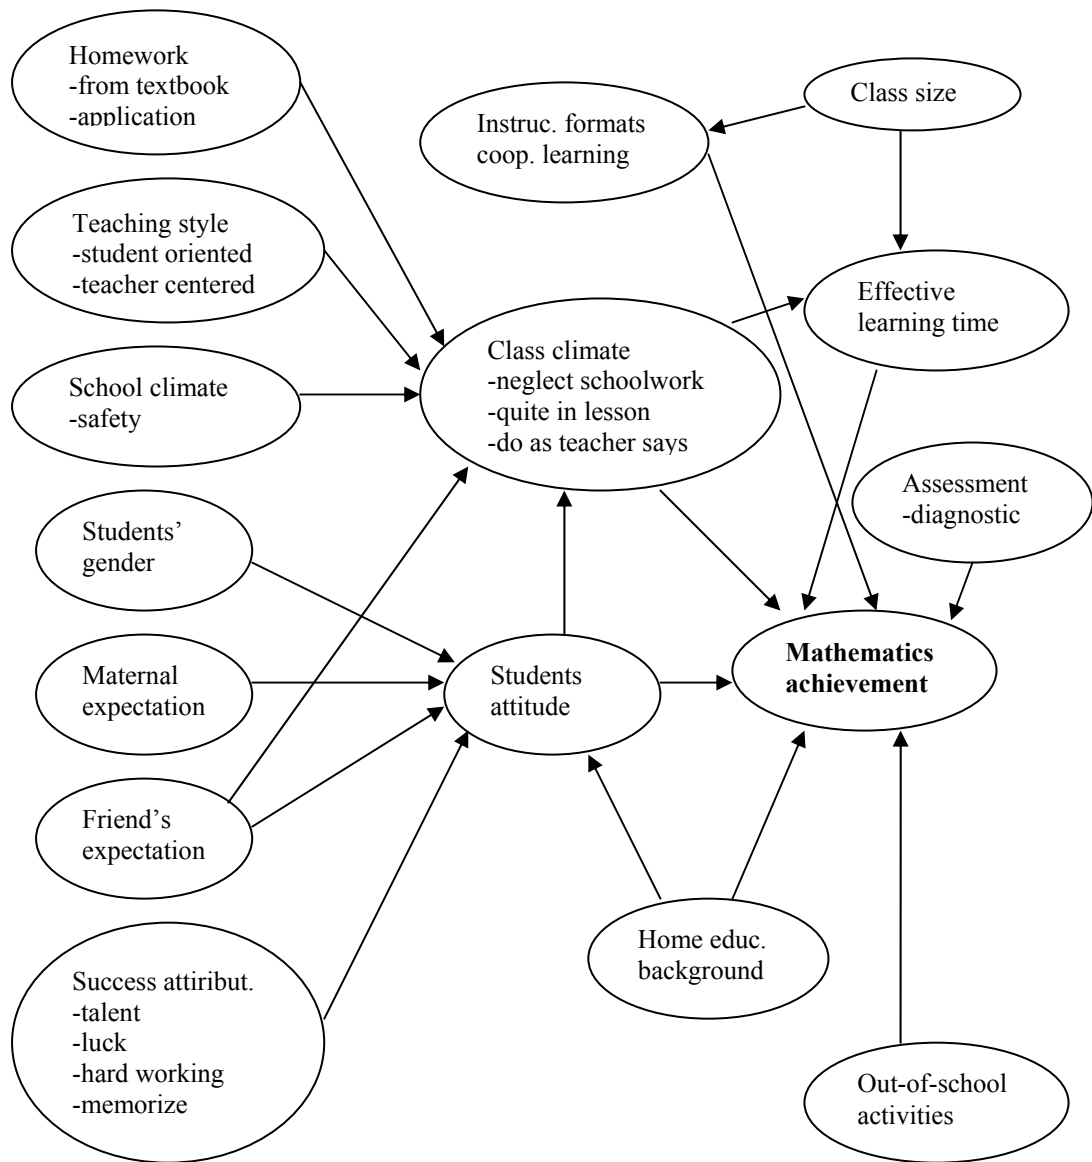 Homework
-from textbook
-application
Class size
Instruc. formats
coop. learning
Teaching style
-student oriented
-teacher centered
Effective
learning time
Class climate
-neglect schoolwork
-quite in lesson
-do as teacher says
School climate
-safety
Assessment
-diagnostic
Students’
gender
Mathematics
achievement
Maternal
expectation
Students
attitude
Friend’s
expectation
Home educ.
background
Success attiribut.
-talent
-luck
-hard working
-memorize
Out-of-school
activities